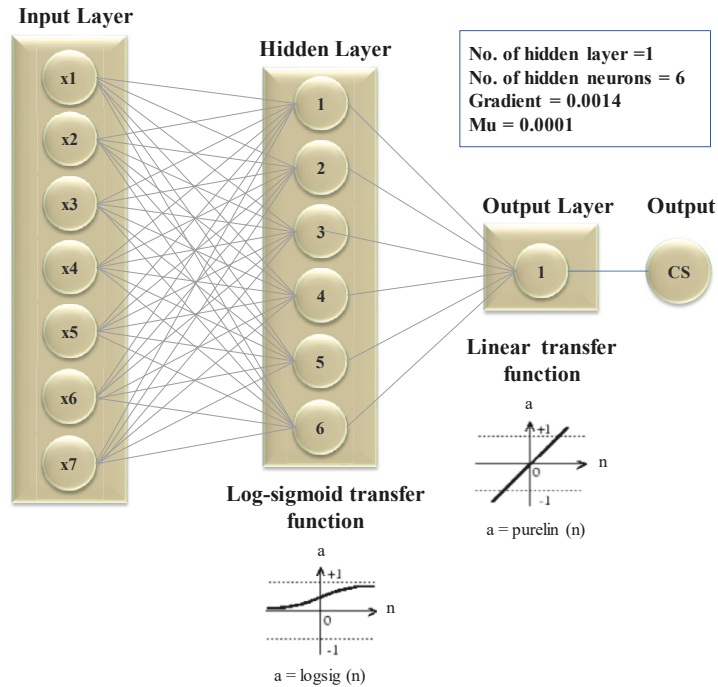 Input Layer
x1
x2
x3
x4
x5
x6
x7
Hidden Layer
1
2
3
4
5
6
Log-sigmoid transfer
function
a
+1
n
0
-1
a = logsig (n)
No. of hidden layer =1
No. of hidden neurons = 6
Gradient = 0.0014
Mu = 0.0001
Output Layer
1
Output
CS
Linear transfer
function
a
+1
n
0
-1
a = purelin (n)